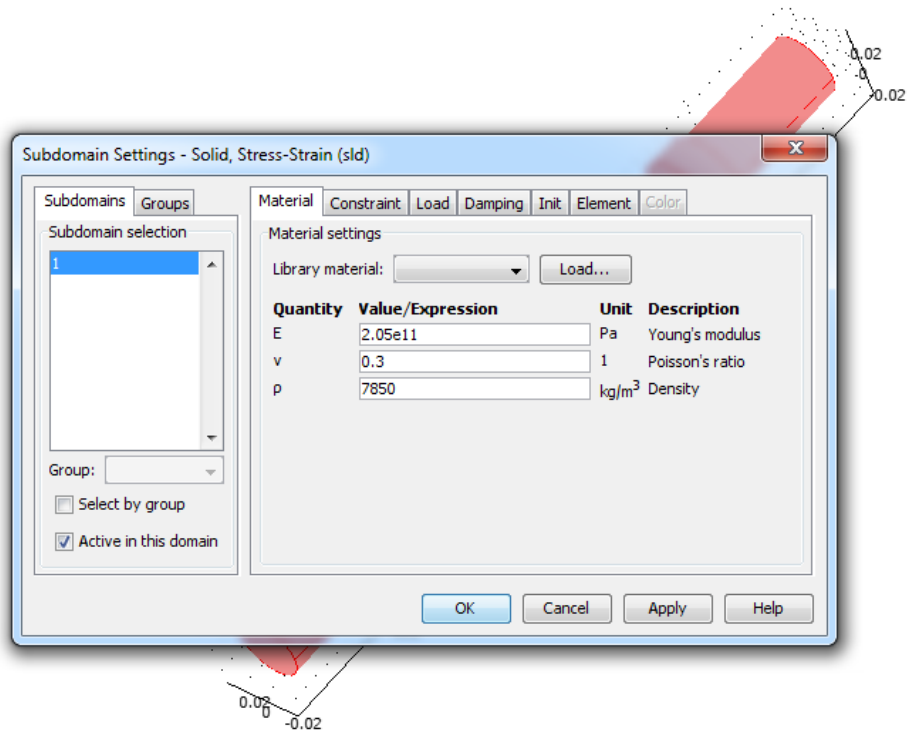 0.02
0
-0.02
Subdomain Settings - Solid, Stress-Strain (sld)
Subdomains Groups
Subdomain selection
1
Group:
Select by group
Active in this domain
Material Constraint Load Damping Init Element Color
Material settings
Library material: Load...
Quantity Value/Expression Unit Description
E 2.05e11 Pa Young's modulus
ν 0.3 1 Poisson's ratio
ρ 7850 kg/m³ Density
OK Cancel Apply Help
0.02
0
-0.02